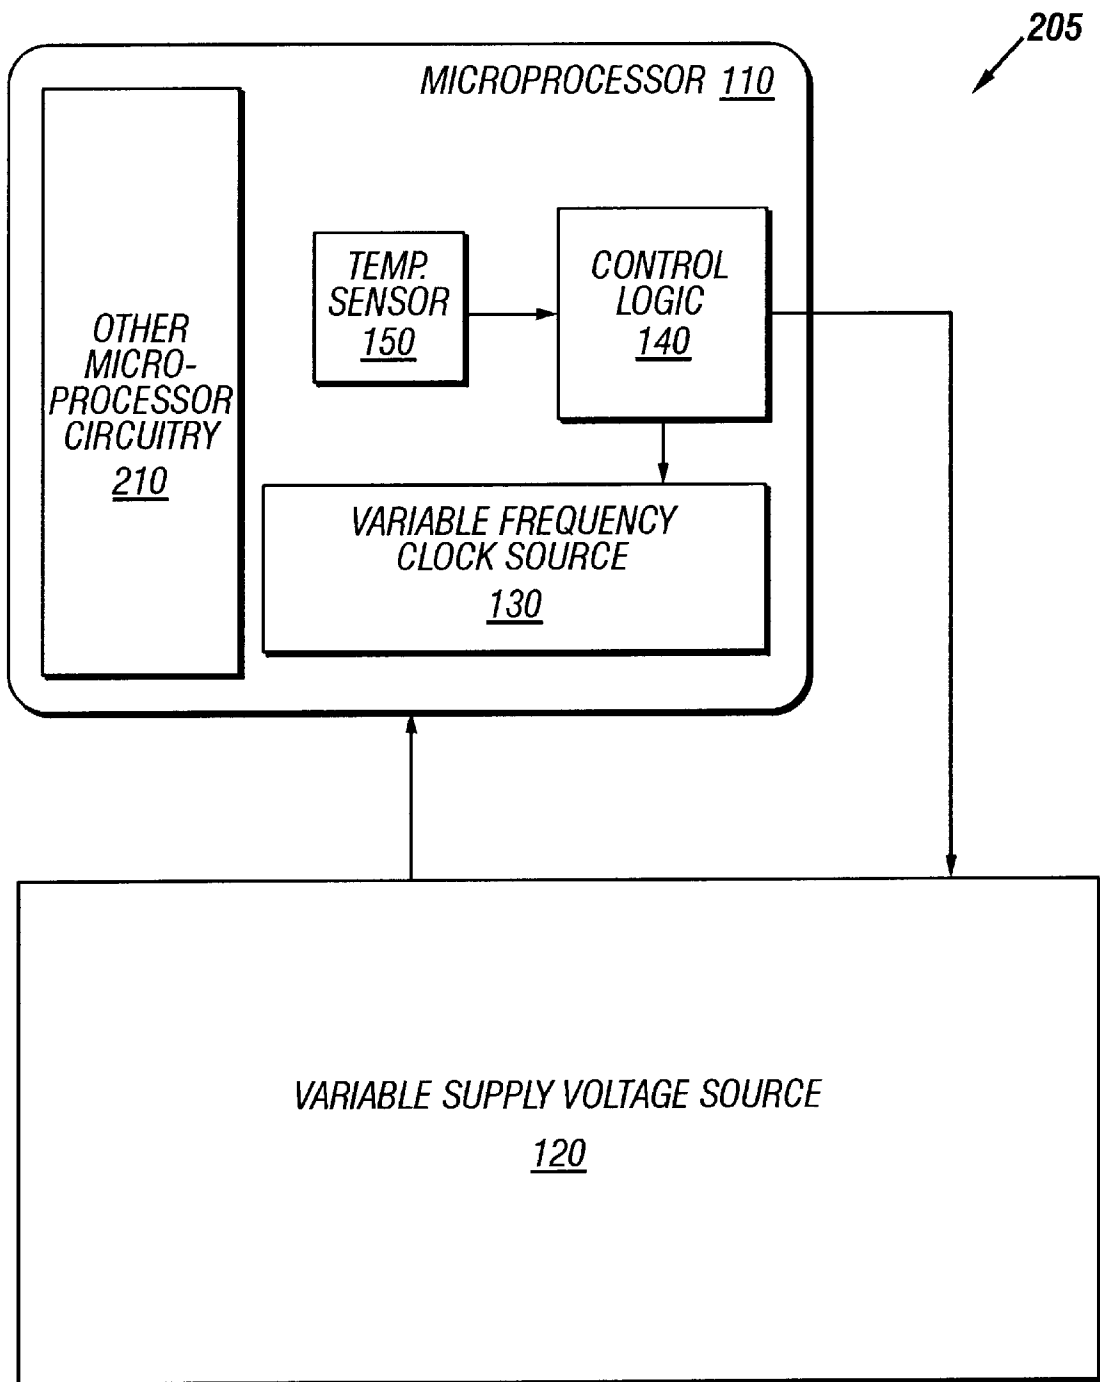 205
MICROPROCESSOR 110
TEMP.
SENSOR
150
CONTROL
LOGIC
140
OTHER
MICRO-
PROCESSOR
CIRCUITRY
210
VARIABLE FREQUENCY
CLOCK SOURCE
130
VARIABLE SUPPLY VOLTAGE SOURCE
120